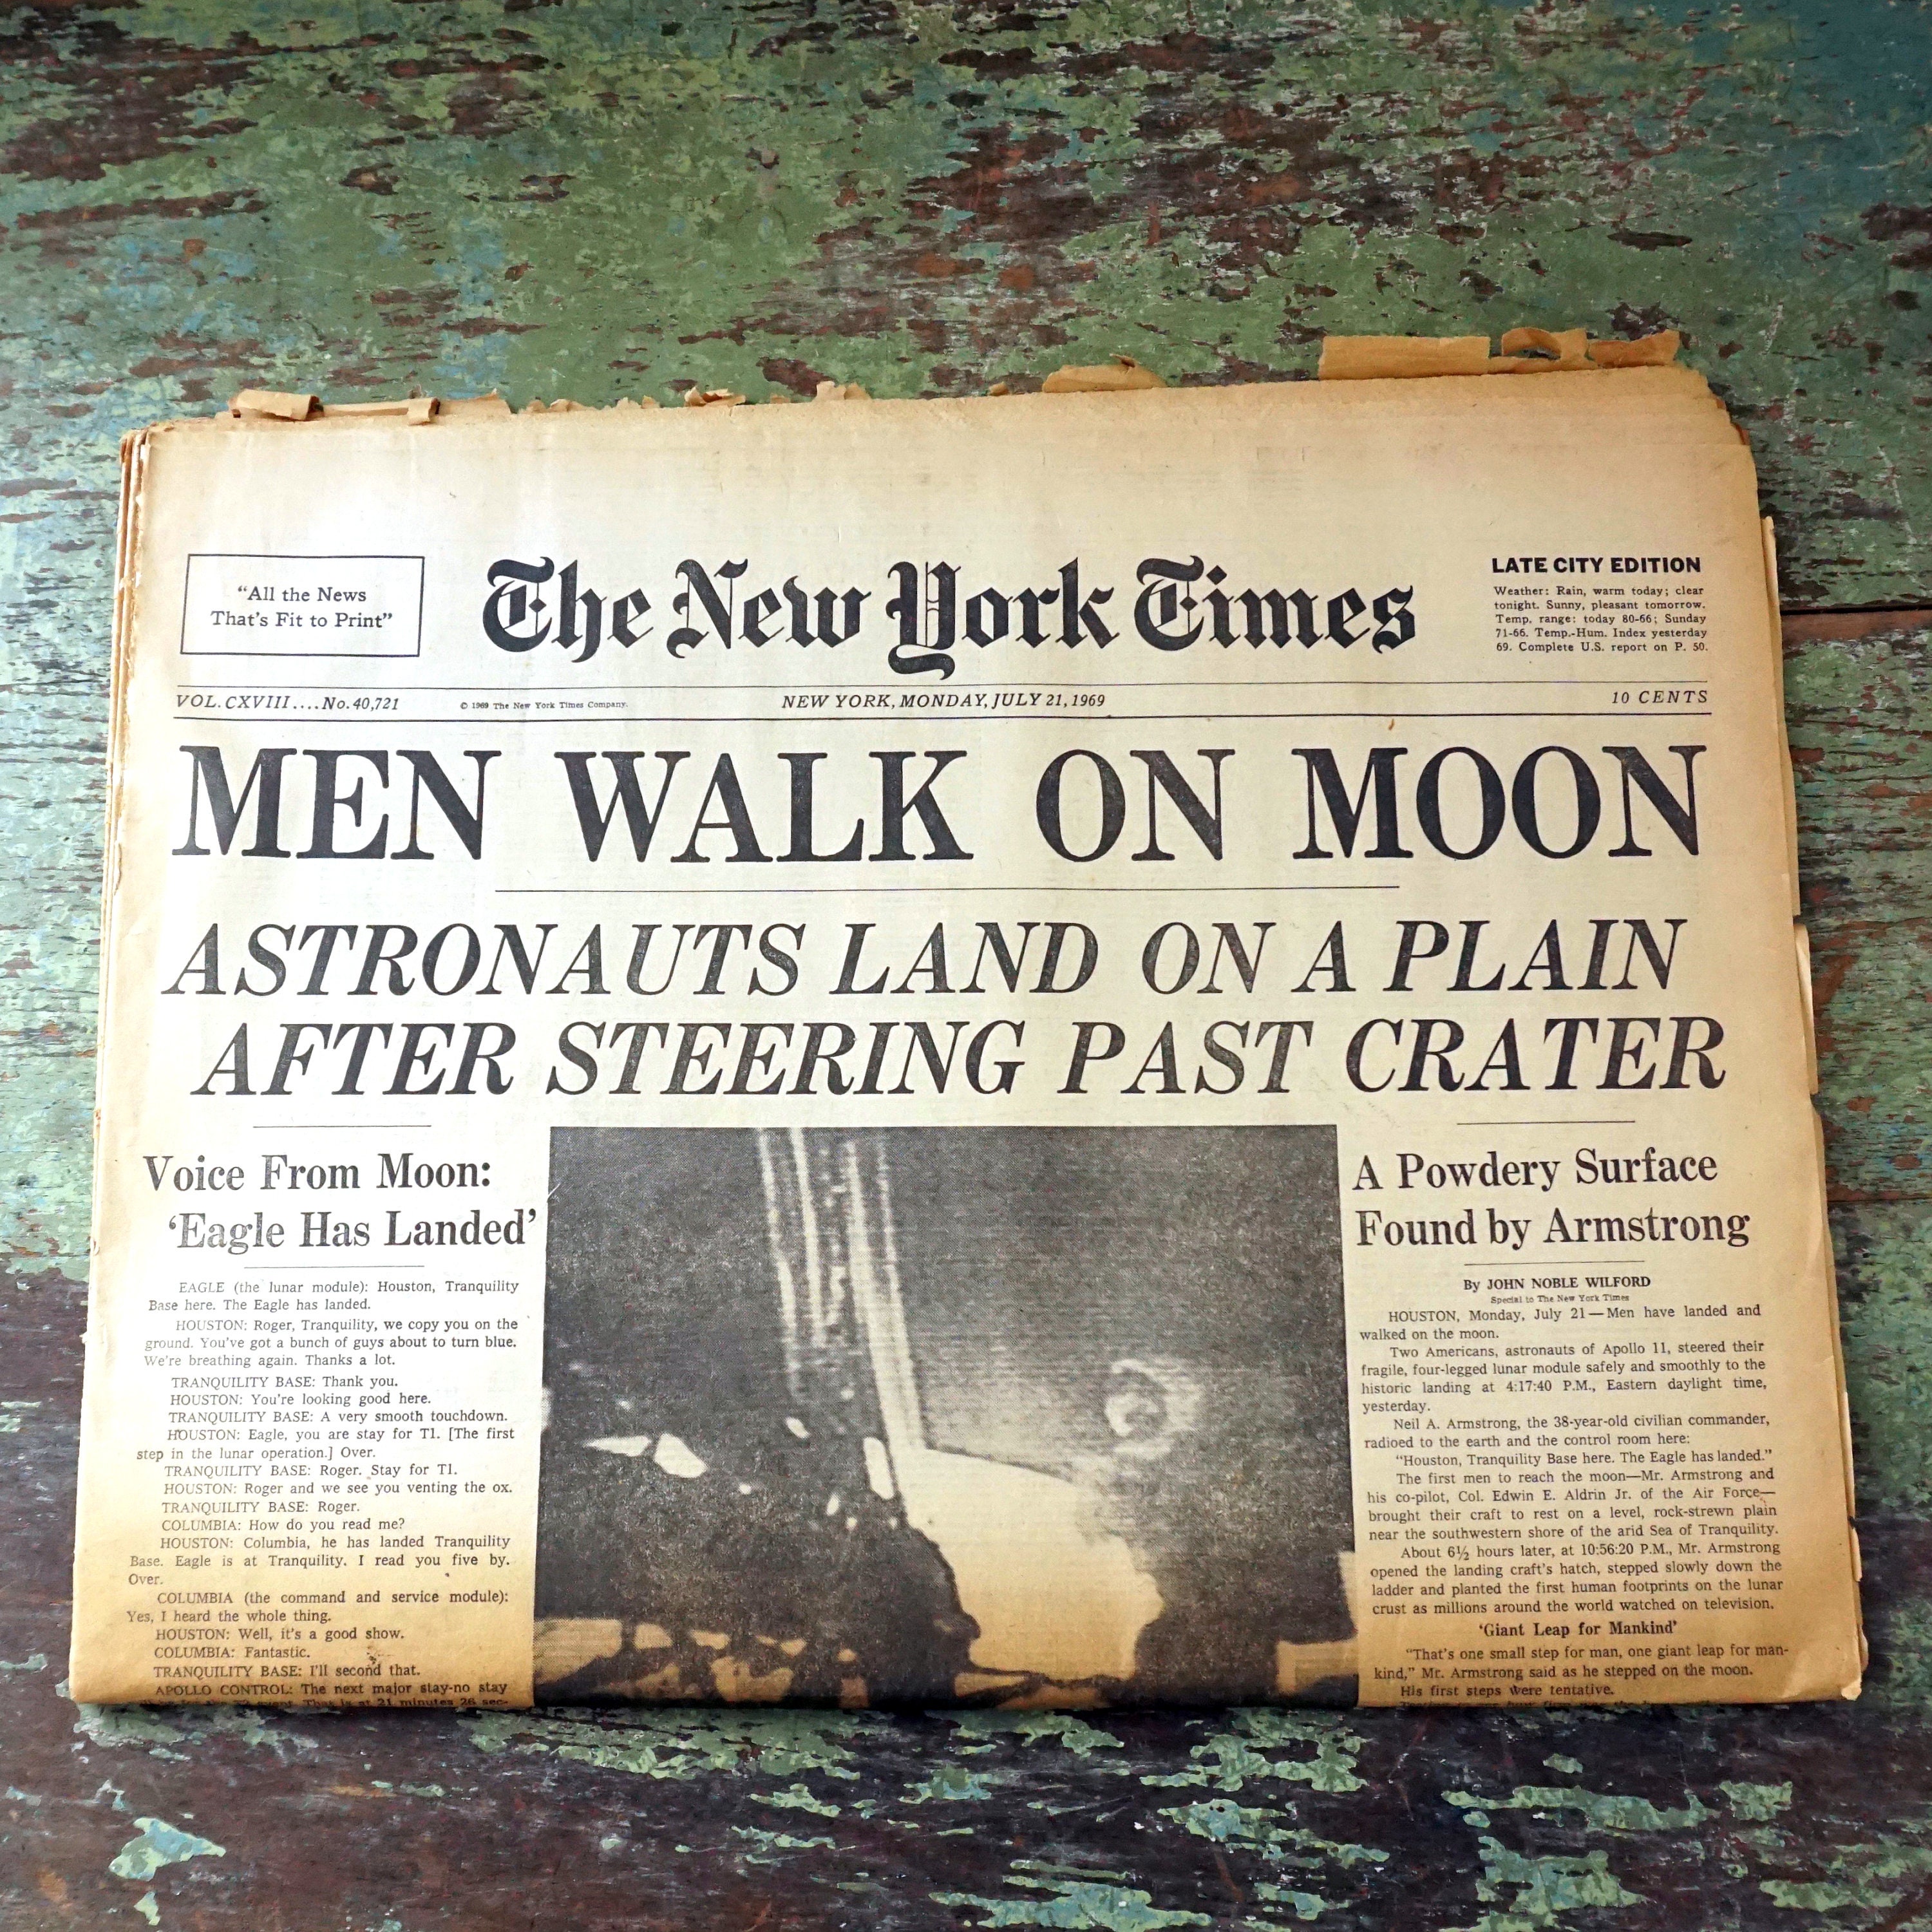 "All the News
That's Fit to Print"
The New York Times
LATE CITY EDITION
Weather: Rain, warm today; clear
tonight. Sunny, pleasant tomorrow.
Temp. range: today 80-66; Sunday
71-66. Temp.-Hum. Index yesterday
69. Complete U.S. report on P. 50.
VOL. CXVIII....No. 40,721
© 1969 The New York Times Company.
NEW YORK, MONDAY, JULY 21, 1969
10 CENTS
MEN WALK ON MOON
ASTRONAUTS LAND ON A PLAIN
AFTER STEERING PAST CRATER
Voice From Moon:
'Eagle Has Landed'
EAGLE (the lunar module): Houston, Tranquility
Base here. The Eagle has landed.
HOUSTON: Roger, Tranquility, we copy you on the
ground. You've got a bunch of guys about to turn blue.
We're breathing again. Thanks a lot.
TRANQUILITY BASE: Thank you.
HOUSTON: You're looking good here.
TRANQUILITY BASE: A very smooth touchdown.
HOUSTON: Eagle, you are stay for T1. [The first
step in the lunar operation.] Over.
TRANQUILITY BASE: Roger. Stay for T1.
HOUSTON: Roger and we see you venting the ox.
TRANQUILITY BASE: Roger.
COLUMBIA: How do you read me?
HOUSTON: Columbia, he has landed Tranquility
Base. Eagle is at Tranquility. I read you five by.
Over.
COLUMBIA (the command and service module):
Yes, I heard the whole thing.
HOUSTON: Well, it's a good show.
COLUMBIA: Fantastic.
TRANQUILITY BASE: I'll second that.
APOLLO CONTROL: The next major stay-no stay
That is at 21 minutes 26 sec-
A Powdery Surface
Found by Armstrong
By JOHN NOBLE WILFORD
Special to The New York Times
HOUSTON, Monday, July 21—Men have landed and
walked on the moon.
Two Americans, astronauts of Apollo 11, steered their
fragile, four-legged lunar module safely and smoothly to the
historic landing at 4:17:40 P.M., Eastern daylight time,
yesterday.
Neil A. Armstrong, the 38-year-old civilian commander,
radioed to the earth and the control room here:
"Houston, Tranquility Base here. The Eagle has landed."
The first men to reach the moon—Mr. Armstrong and
his co-pilot, Col. Edwin E. Aldrin Jr. of the Air Force—
brought their craft to rest on a level, rock-strewn plain
near the southwestern shore of the arid Sea of Tranquility.
About 6½ hours later, at 10:56:20 P.M., Mr. Armstrong
opened the landing craft's hatch, stepped slowly down the
ladder and planted the first human footprints on the lunar
crust as millions around the world watched on television.
'Giant Leap for Mankind'
"That's one small step for man, one giant leap for man-
kind," Mr. Armstrong said as he stepped on the moon.
His first steps were tentative.